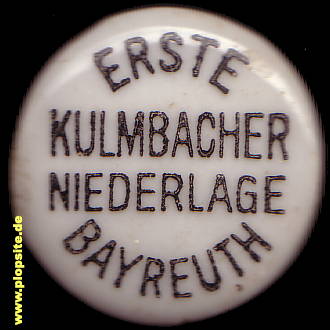 ERSTE
KULMBACHER
NIEDERLAGE
BAYREUTH
www.plopsite.de